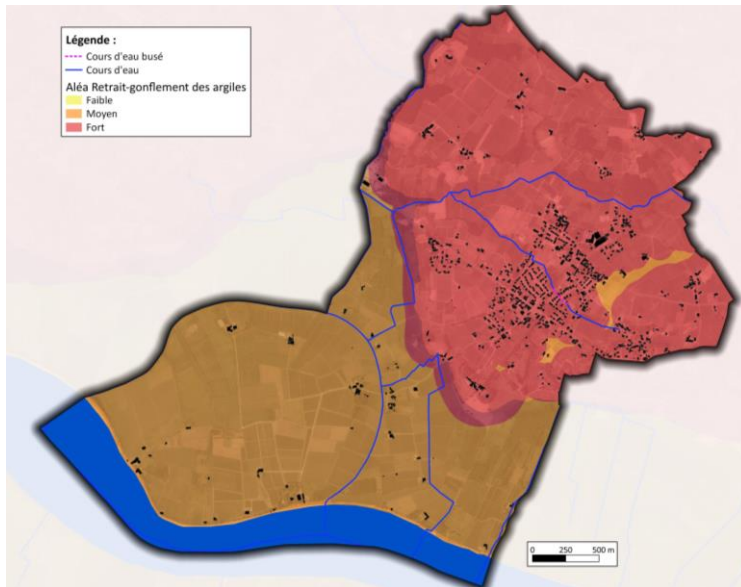 Légende :
Cours d'eau busé
Cours d'eau
Aléa Retrait-gonflement des argiles
Faible
Moyen
Fort
0 250 500 m